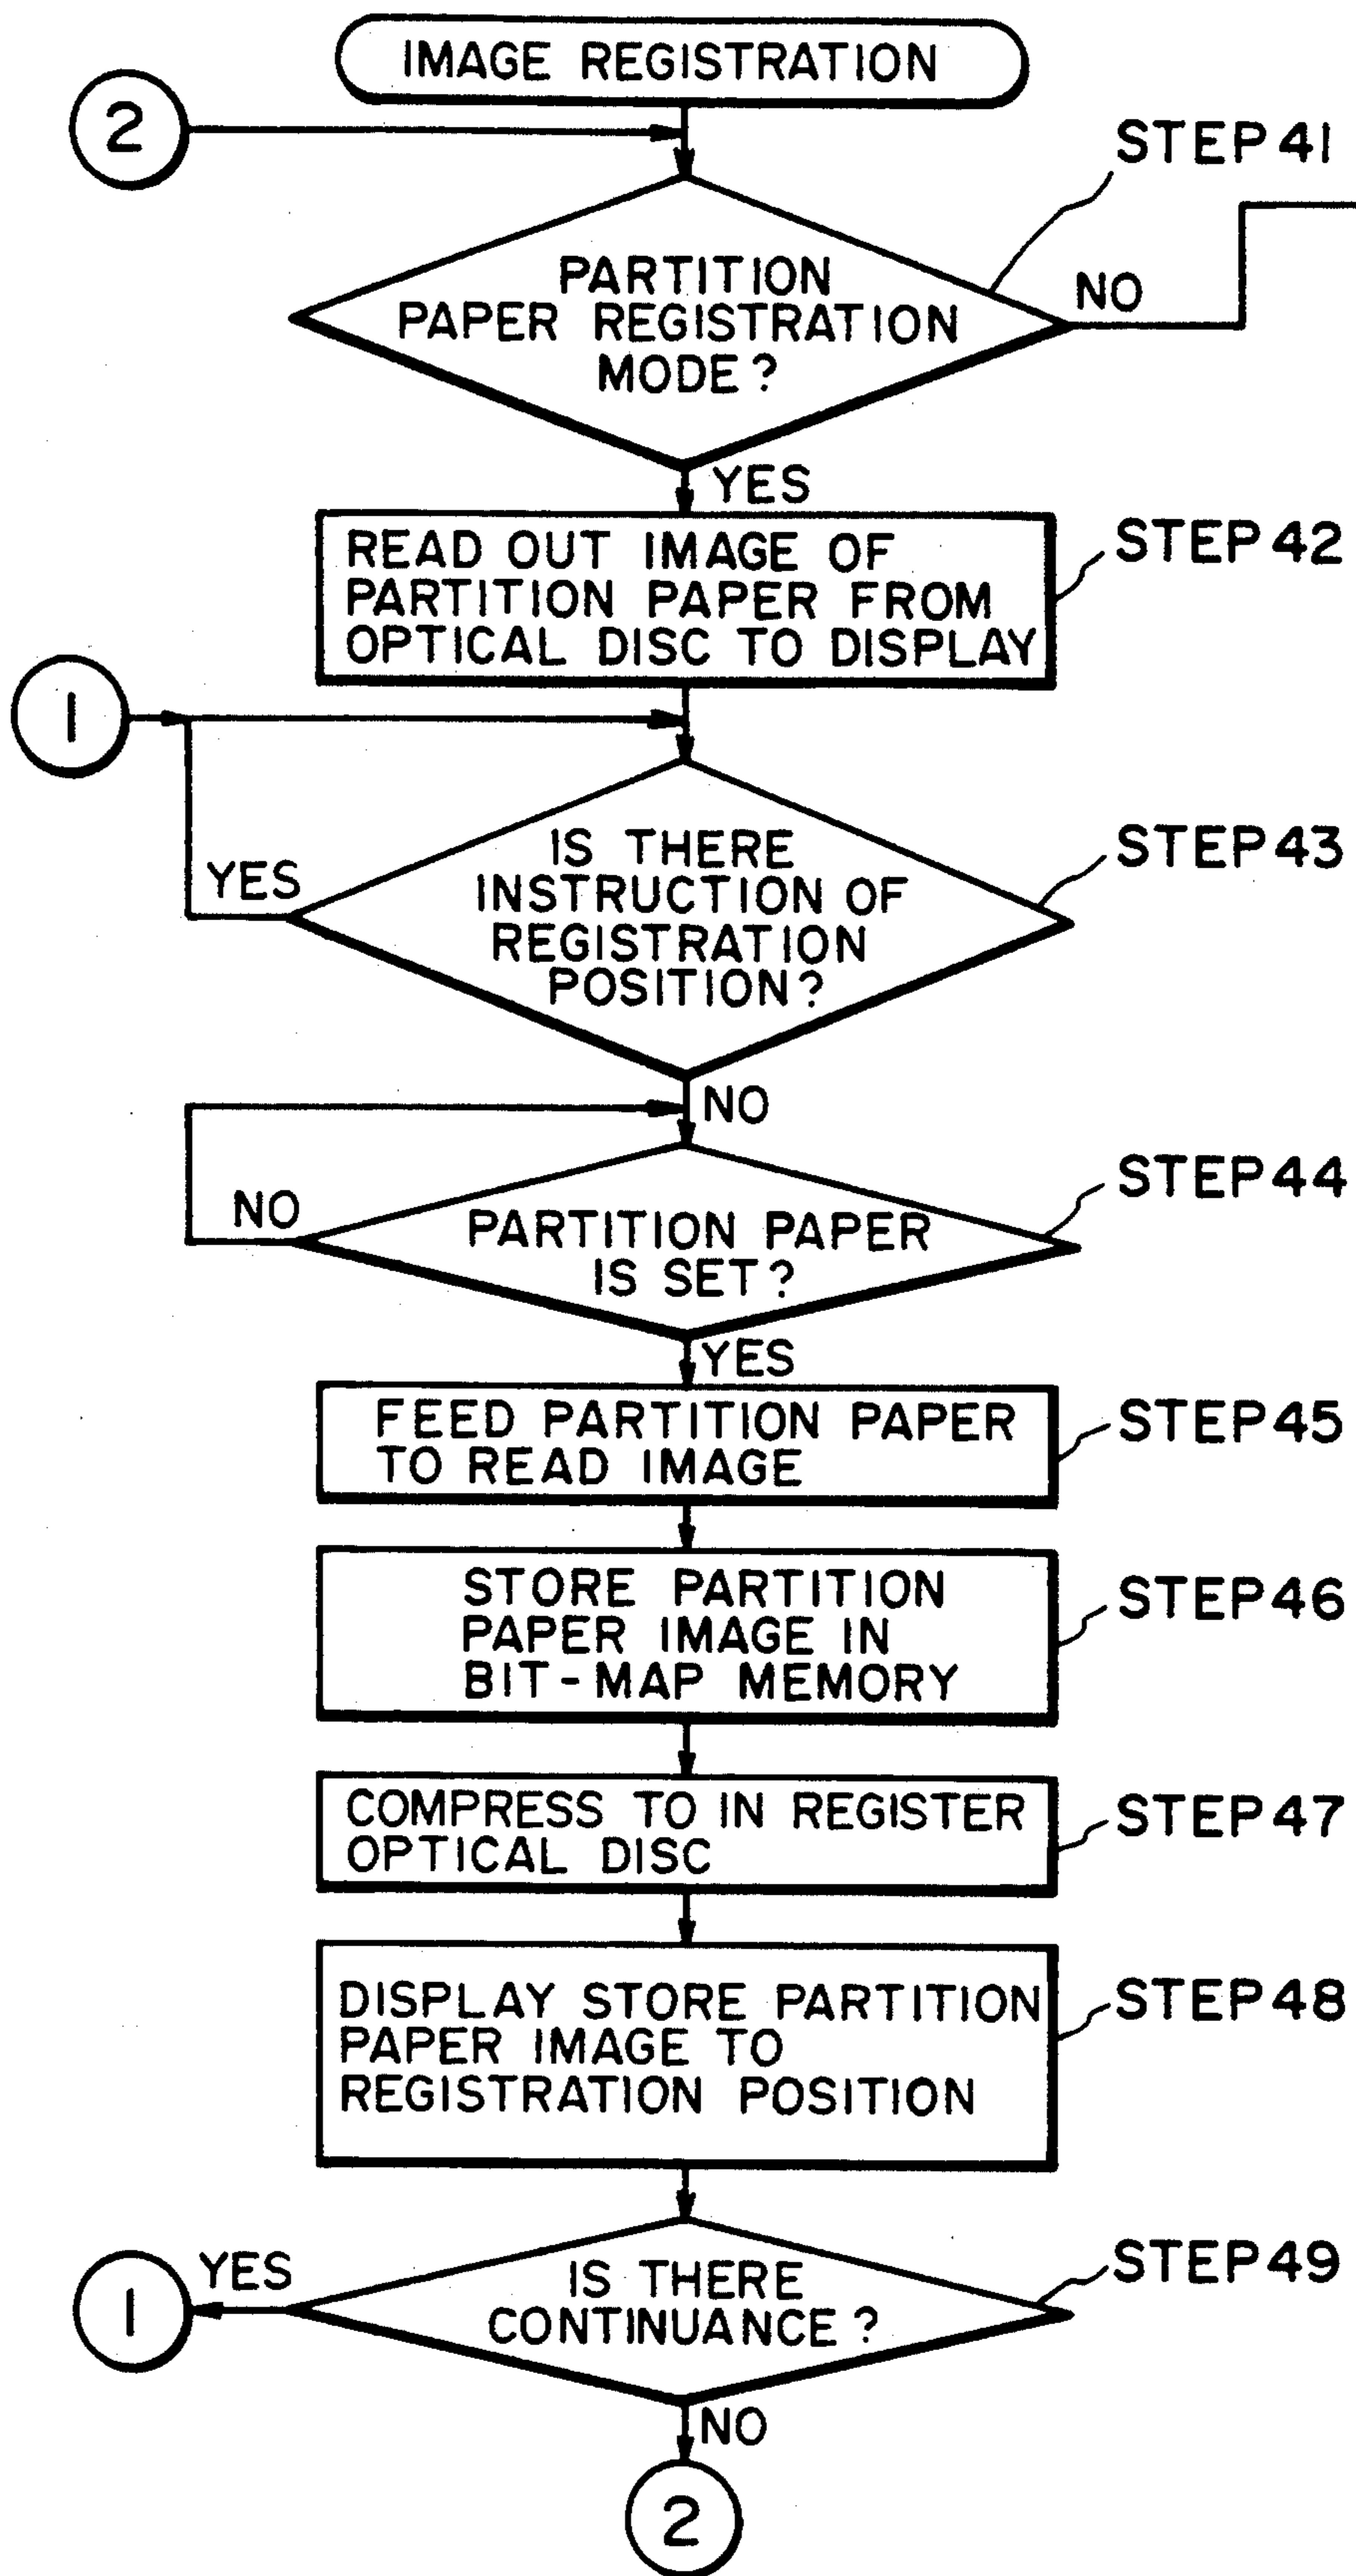 IMAGE REGISTRATION
2
STEP 41
PARTITION
PAPER REGISTRATION
MODE?
NO
YES
READ OUT IMAGE OF
PARTITION PAPER FROM
OPTICAL DISC TO DISPLAY
STEP 42
1
IS THERE
INSTRUCTION OF
REGISTRATION
POSITION?
STEP 43
YES
NO
PARTITION PAPER
IS SET?
STEP 44
NO
YES
FEED PARTITION PAPER
TO READ IMAGE
STEP 45
STORE PARTITION
PAPER IMAGE IN
BIT-MAP MEMORY
STEP 46
COMPRESS TO IN REGISTER
OPTICAL DISC
STEP 47
DISPLAY STORE PARTITION
PAPER IMAGE TO
REGISTRATION POSITION
STEP 48
IS THERE
CONTINUANCE?
STEP 49
YES
1
NO
2